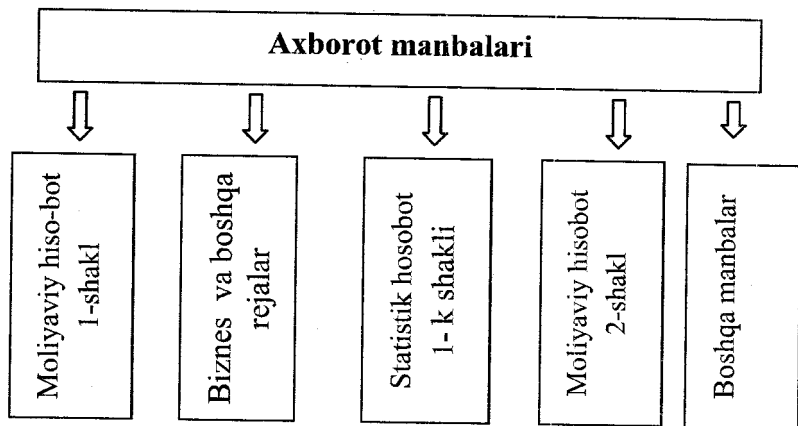 Axborot manbalari
Moliyaviy hiso-bot
1-shakl
Biznes va boshqa
rejalar
Statistik hosobot
1- k shakli
Moliyaviy hisobot
2-shakl
Boshqa manbalar